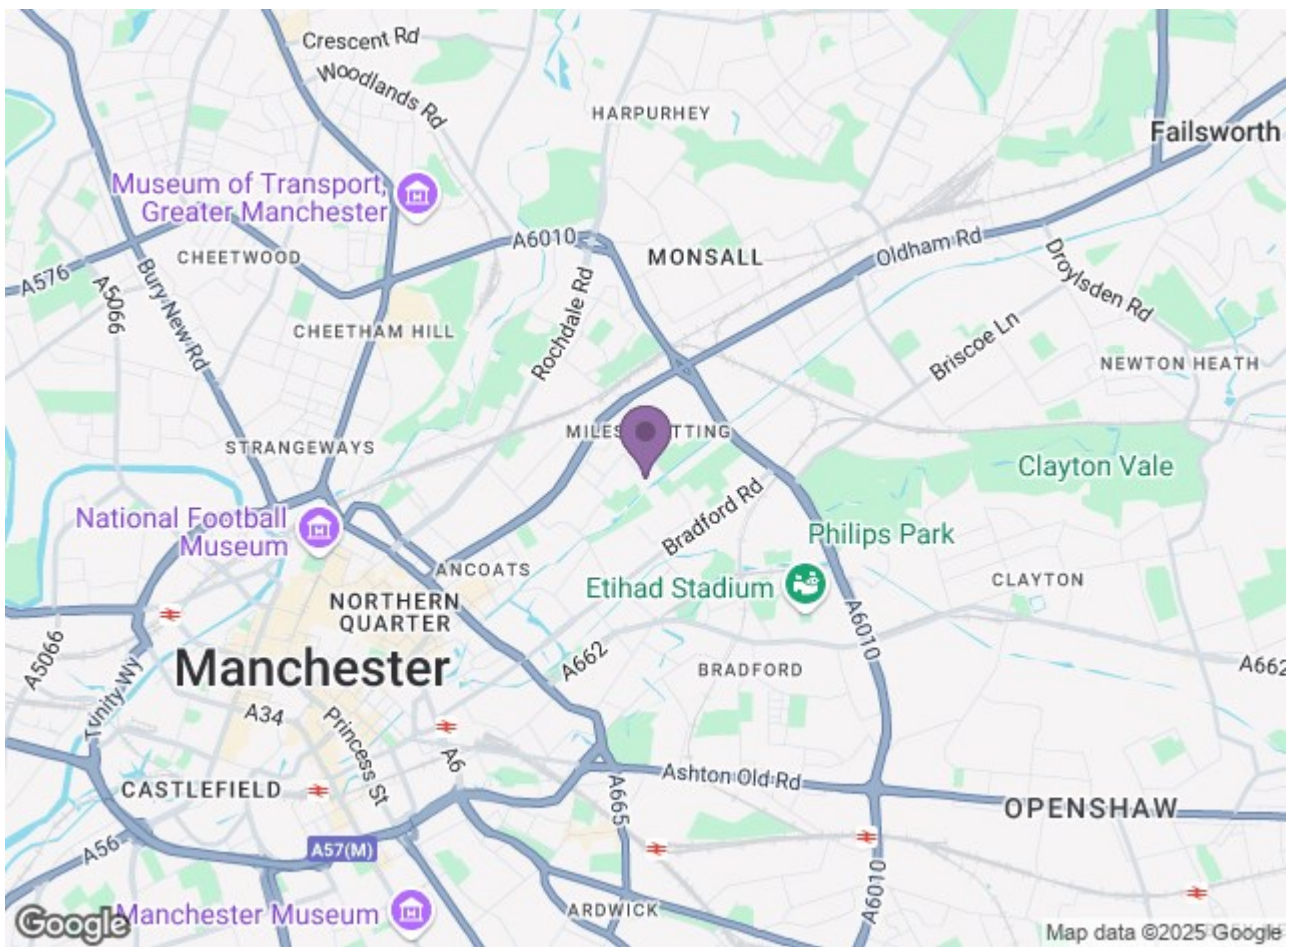 Crescent Rd
Woodlands Rd
HARPURHEY
Failsworth
Museum of Transport,
Greater Manchester
A6010
MONSALL
Oldham Rd
CHEETWOOD
A576
A5066
Bury New Rd
Droylsden Rd
Rochdale Rd
CHEETHAM HILL
Briscoe Ln
NEWTON HEATH
MILES TTING
STRANGEWAYS
Clayton Vale
National Football
Museum
Bradford Rd
Philips Park
ANCOATS
Etihad Stadium
CLAYTON
NORTHERN
QUARTER
A6010
A5066
Manchester
A662
BRADFORD
A662
Trinity Wy
A34
Princess St
A6
Ashton Old Rd
CASTLEFIELD
A665
OPENSHAW
A56
A57(M)
A6010
Manchester Museum
ARDWICK
Google
Map data ©2025 Google